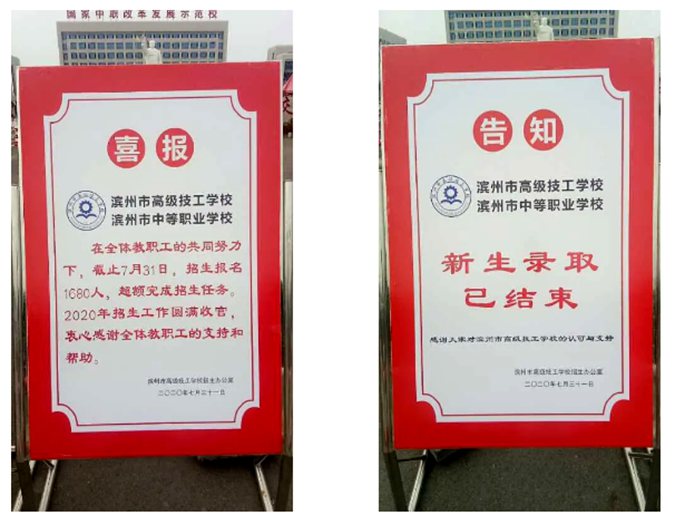 国家中职改革发展示范校
喜报
滨州市高级技工学校
滨州市中等职业学校
在全体教职工的共同努力
下，截止7月31日，招生报名
1680人，超额完成招生任务。
2020年招生工作圆满收官，
衷心感谢全体教职工的支持和
帮助。
滨州市高级技工学校招生办公室
二〇二〇年七月三十一日
告知
滨州市高级技工学校
滨州市中等职业学校
新生录取
已结束
感谢大家对滨州市高级技工学校的认可与支持
滨州市高级技工学校招生办公室
二〇二〇年七月三十一日